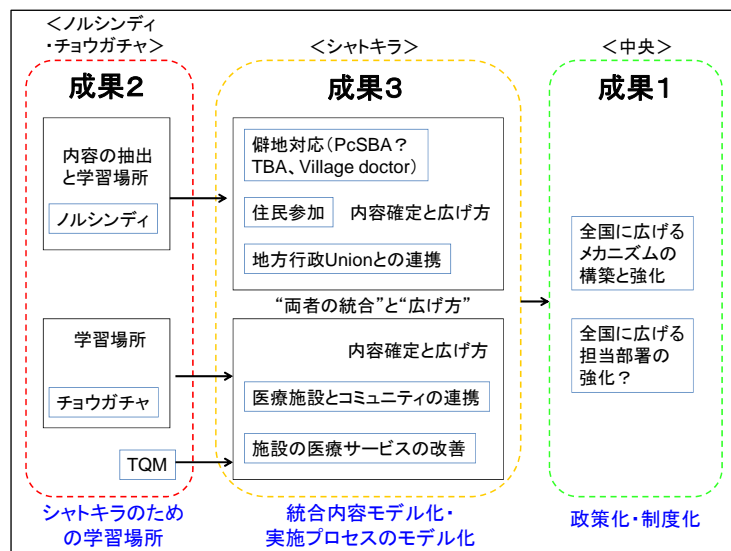 ＜ノルシンディ
・チョウガチャ＞
成果２
内容の抽出
と学習場所
ノルシンディ
学習場所
チョウガチャ
TQM
シャトキラのため
の学習場所
＜シャトキラ＞
成果３
僻地対応（PcSBA？
TBA、Village doctor）
住民参加
内容確定と広げ方
地方行政Unionとの連携
“両者の統合”と“広げ方”
内容確定と広げ方
医療施設とコミュニティの連携
施設の医療サービスの改善
統合内容モデル化・
実施プロセスのモデル化
＜中央＞
成果１
全国に広げる
メカニズムの
構築と強化
全国に広げる
担当部署の
強化？
政策化・制度化